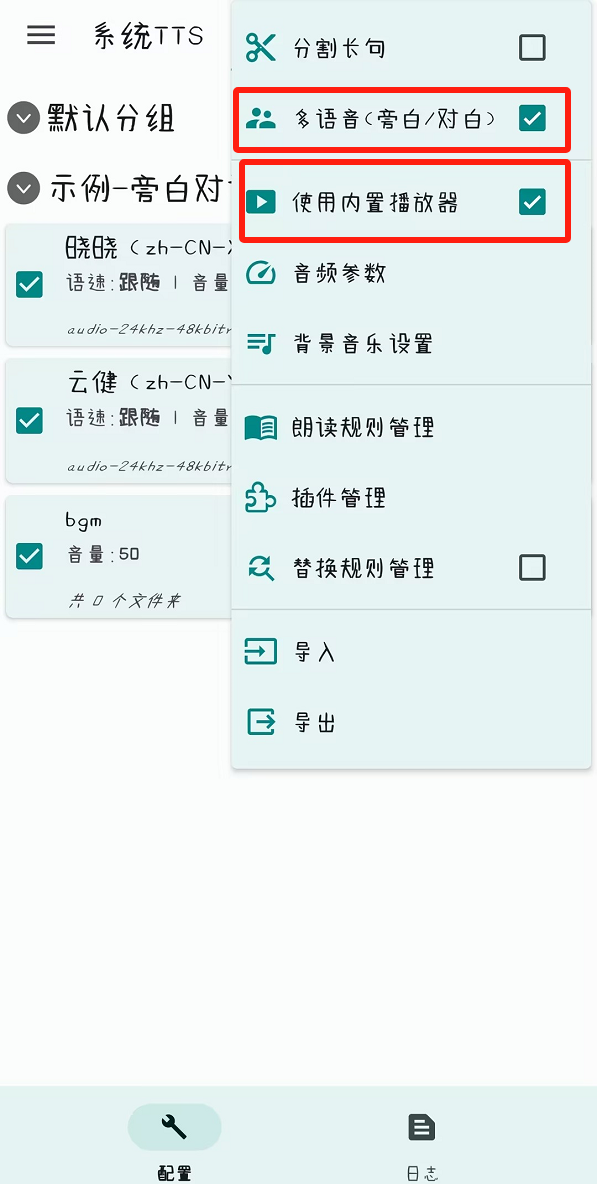 系统TTS
默认分组
示例-旁白对
晓晓（zh-CN-X
语速:跟随 | 音量
audio-24khz-48kbitr
云健（zh-CN-Y
语速:跟随 | 音量
audio-24khz-48kbitr
bgm
音量:50
共 0 个文件夹
分割长句
多语音(旁白/对白)
使用内置播放器
音频参数
背景音乐设置
朗读规则管理
插件管理
替换规则管理
导入
导出
配置
日志